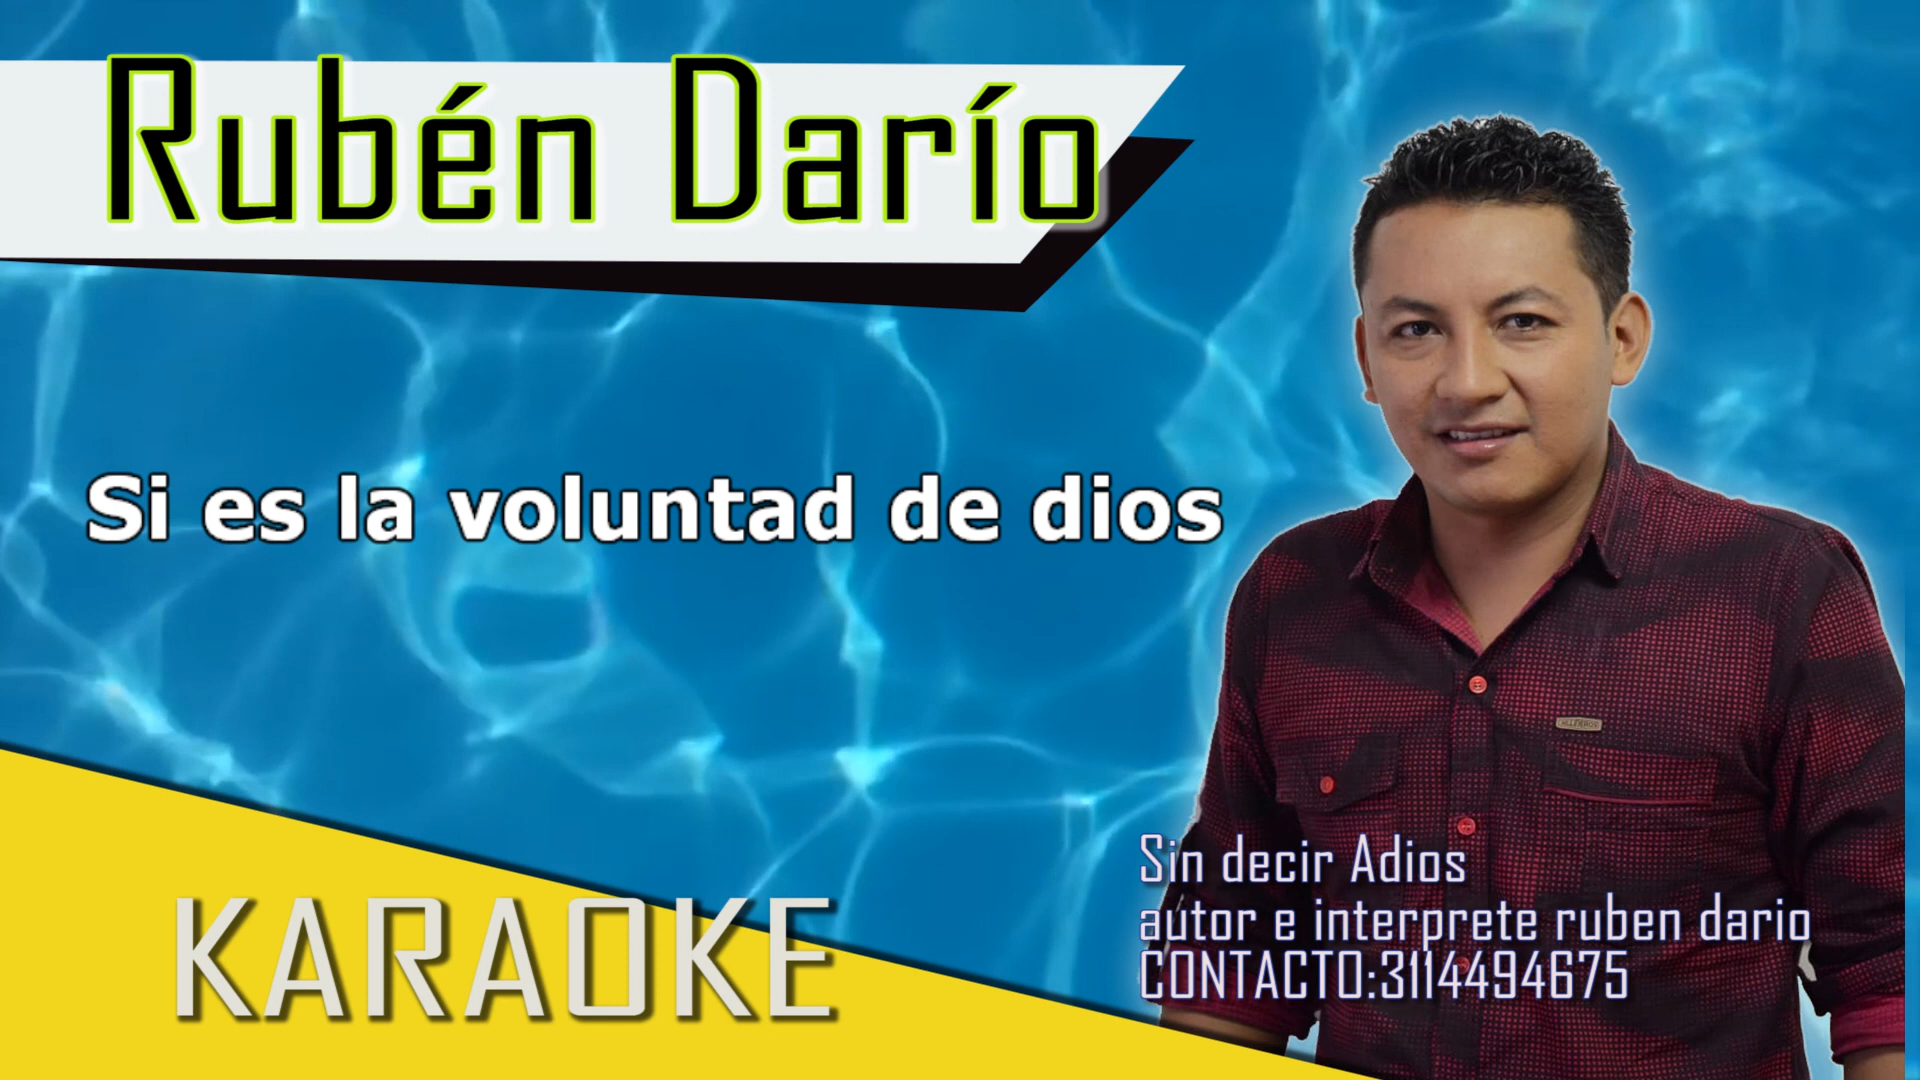 Rubén Darío
Si es la voluntad de dios
KARAOKE
Sin decir Adios
autor e interprete ruben dario
CONTACTO:3114494675